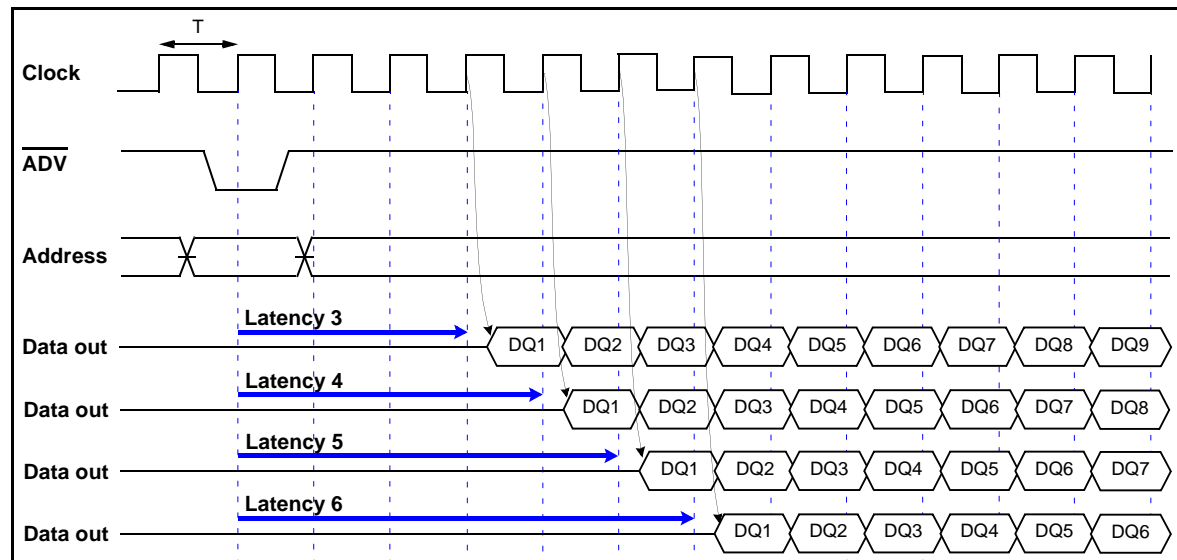 T
Clock
ADV
Address
Latency 3
Data out DQ1 DQ2 DQ3 DQ4 DQ5 DQ6 DQ7 DQ8 DQ9
Latency 4
Data out DQ1 DQ2 DQ3 DQ4 DQ5 DQ6 DQ7 DQ8
Latency 5
Data out DQ1 DQ2 DQ3 DQ4 DQ5 DQ6 DQ7
Latency 6
Data out DQ1 DQ2 DQ3 DQ4 DQ5 DQ6